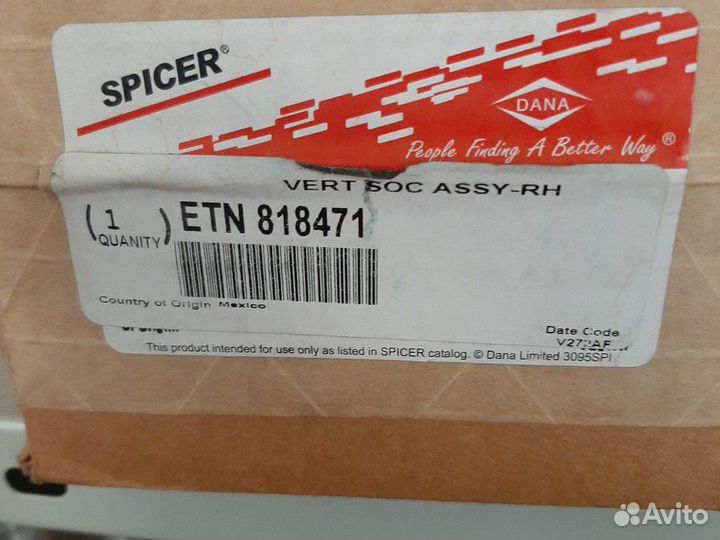 SPICER®
DANA
People Finding A Better Way ®
VERT SOC ASSY-RH
( 1 ) ETN 818471
QUANITY
Country of Origin Mexico
Date Code
This product intended for use only as listed in SPICER catalog. © Dana Limited 3095SPI
Avito